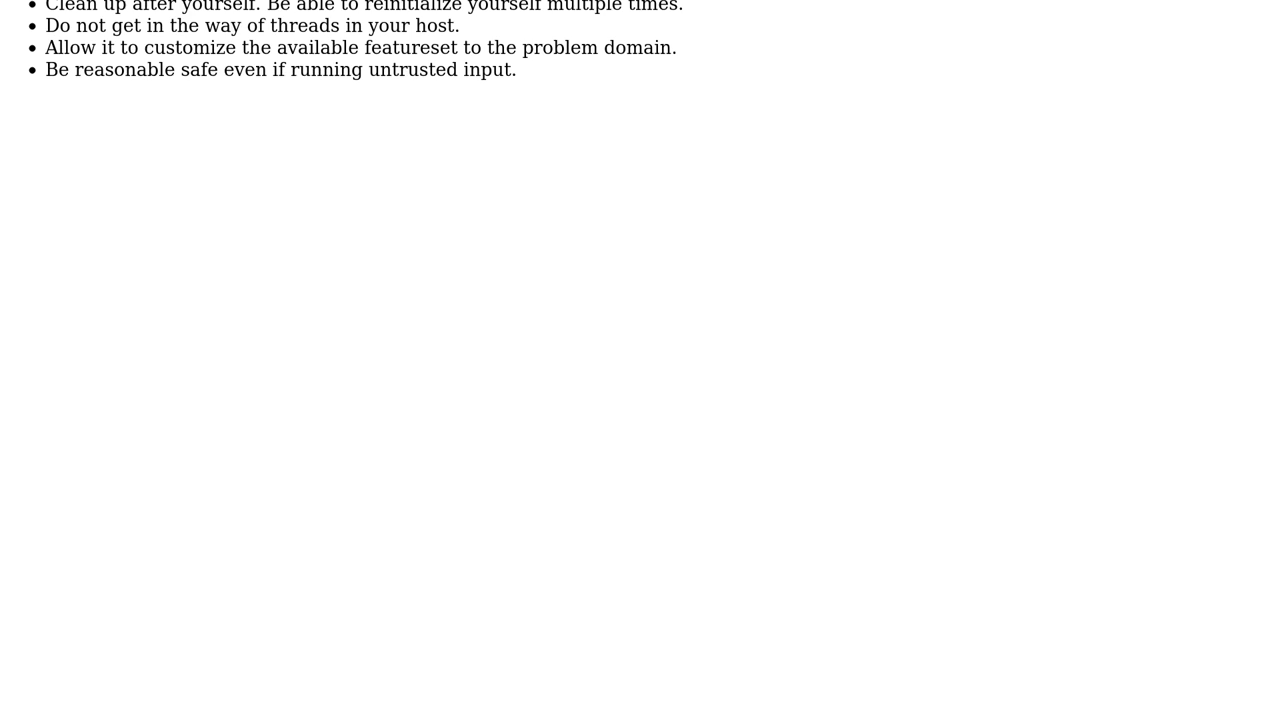 Clean up after yourself. Be able to reinitialize yourself multiple times.
Do not get in the way of threads in your host.
Allow it to customize the available featureset to the problem domain.
Be reasonable safe even if running untrusted input.